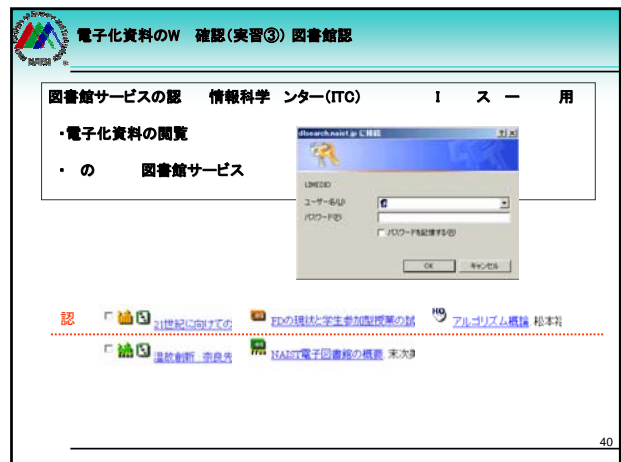 電子化資料のW 確認(実習③) 図書館認
図書館サービスの認 情報科学 ンター(ITC) I ス ー 用
・電子化資料の閲覧
・ の 図書館サービス
dlsearch.naist.jp に接続
LIMEDIO
ユーザー名(U)
パスワード(P)
パスワードを記憶する(R)
OK キャンセル
認 21世紀に向けての EDの現状と学生参加型授業の試 HQ アルゴリズム概論 松本裕
温故創新 奈良先 NAIST電子図書館の概要 末次
40